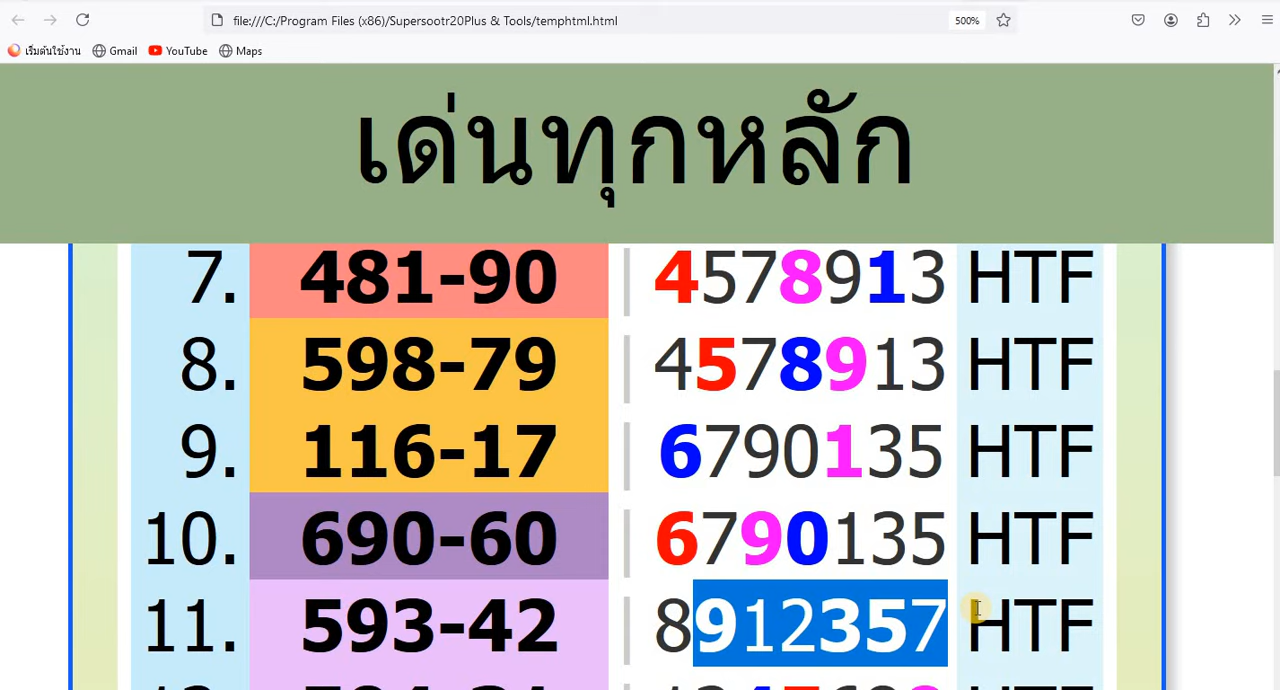 file:///C:/Program Files (x86)/Supersootr20Plus & Tools/temphtml.html 500%
เริ่มต้นใช้งาน Gmail YouTube Maps
เด่นทุกหลัก
7. 481-90 4578913 HTF
8. 598-79 4578913 HTF
9. 116-17 6790135 HTF
10. 690-60 6790135 HTF
11. 593-42 8912357 HTF